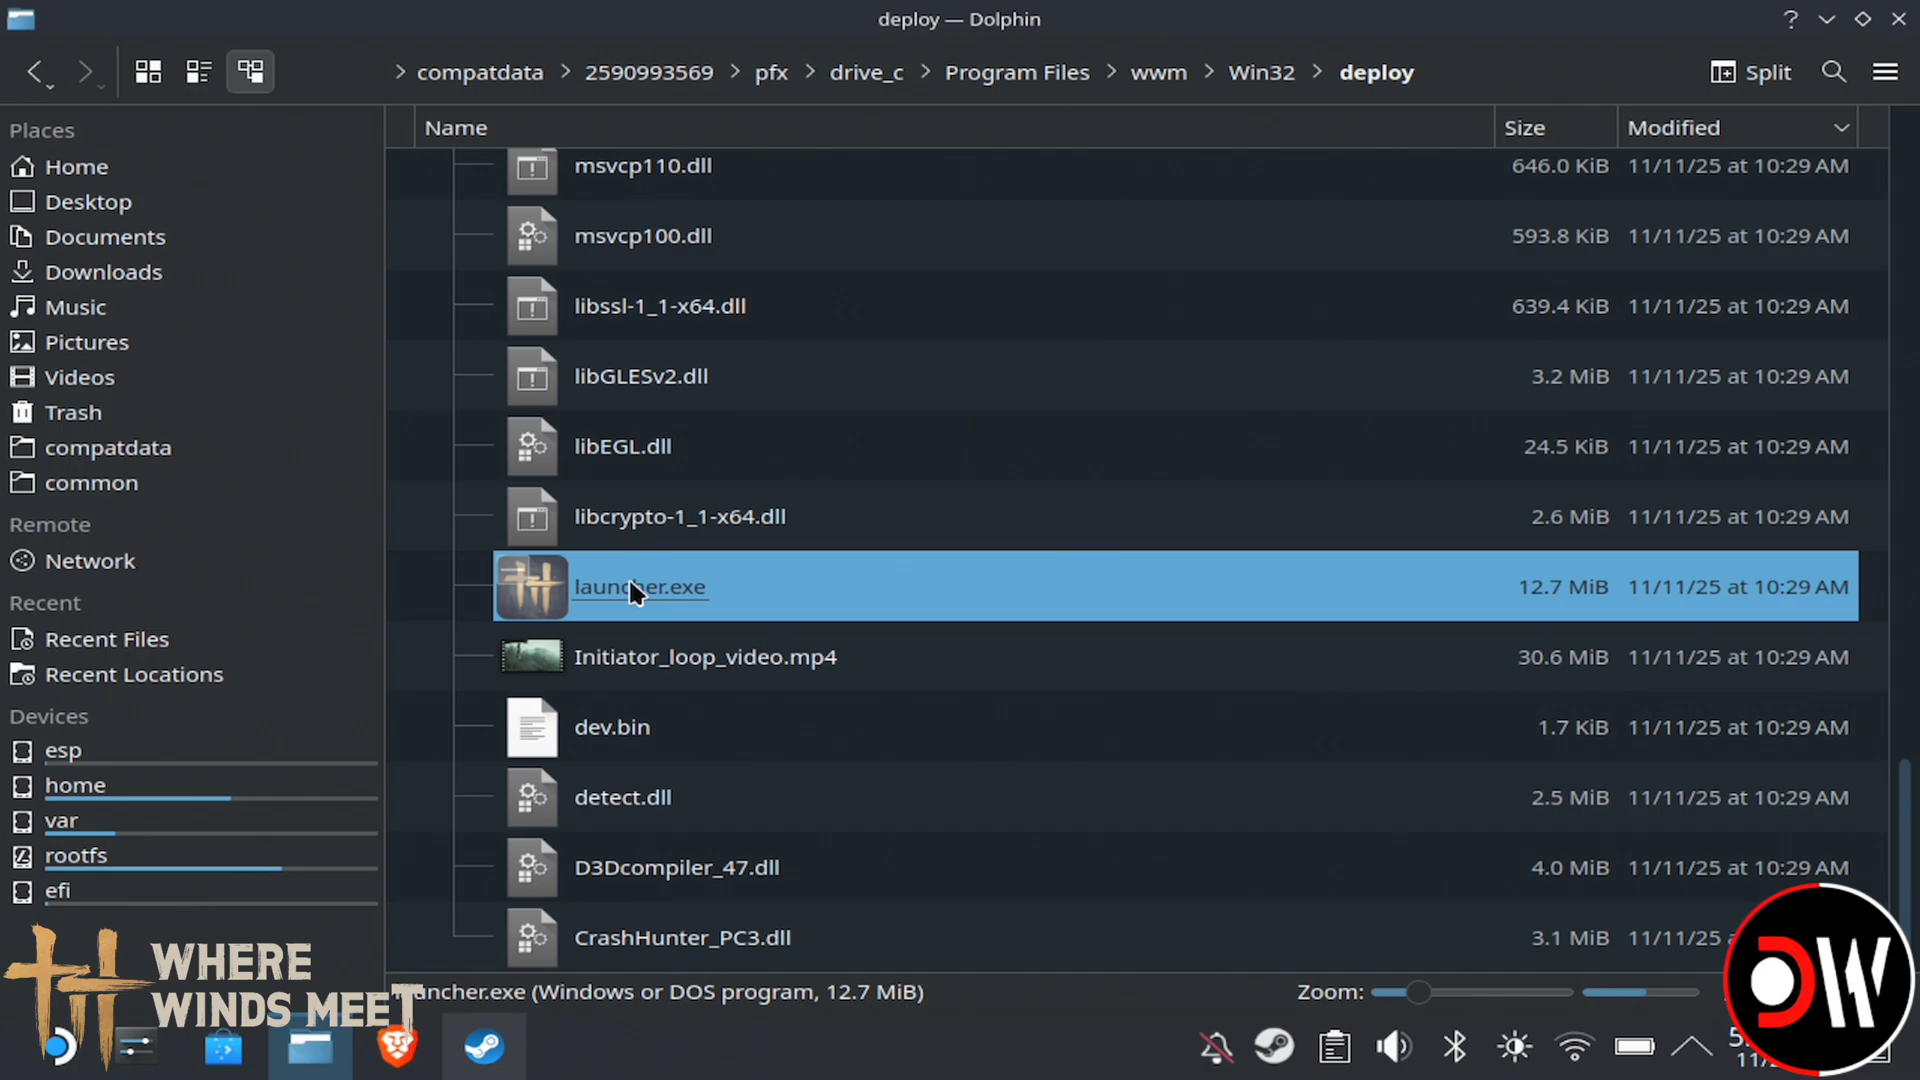 deploy — Dolphin
compatdata > 2590993569 > pfx > drive_c > Program Files > wwm > Win32 > deploy
Split
Places
Home
Desktop
Documents
Downloads
Music
Pictures
Videos
Trash
compatdata
common
Remote
Network
Recent
Recent Files
Recent Locations
Devices
esp
home
var
rootfs
efi
Name Size Modified
msvcp110.dll 646.0 KiB 11/11/25 at 10:29 AM
msvcp100.dll 593.8 KiB 11/11/25 at 10:29 AM
libssl-1_1-x64.dll 639.4 KiB 11/11/25 at 10:29 AM
libGLESv2.dll 3.2 MiB 11/11/25 at 10:29 AM
libEGL.dll 24.5 KiB 11/11/25 at 10:29 AM
libcrypto-1_1-x64.dll 2.6 MiB 11/11/25 at 10:29 AM
launcher.exe 12.7 MiB 11/11/25 at 10:29 AM
Initiator_loop_video.mp4 30.6 MiB 11/11/25 at 10:29 AM
dev.bin 1.7 KiB 11/11/25 at 10:29 AM
detect.dll 2.5 MiB 11/11/25 at 10:29 AM
D3Dcompiler_47.dll 4.0 MiB 11/11/25 at 10:29 AM
CrashHunter_PC3.dll 3.1 MiB 11/11/25
launcher.exe (Windows or DOS program, 12.7 MiB)
Zoom:
WHERE
WINDS MEET
DW